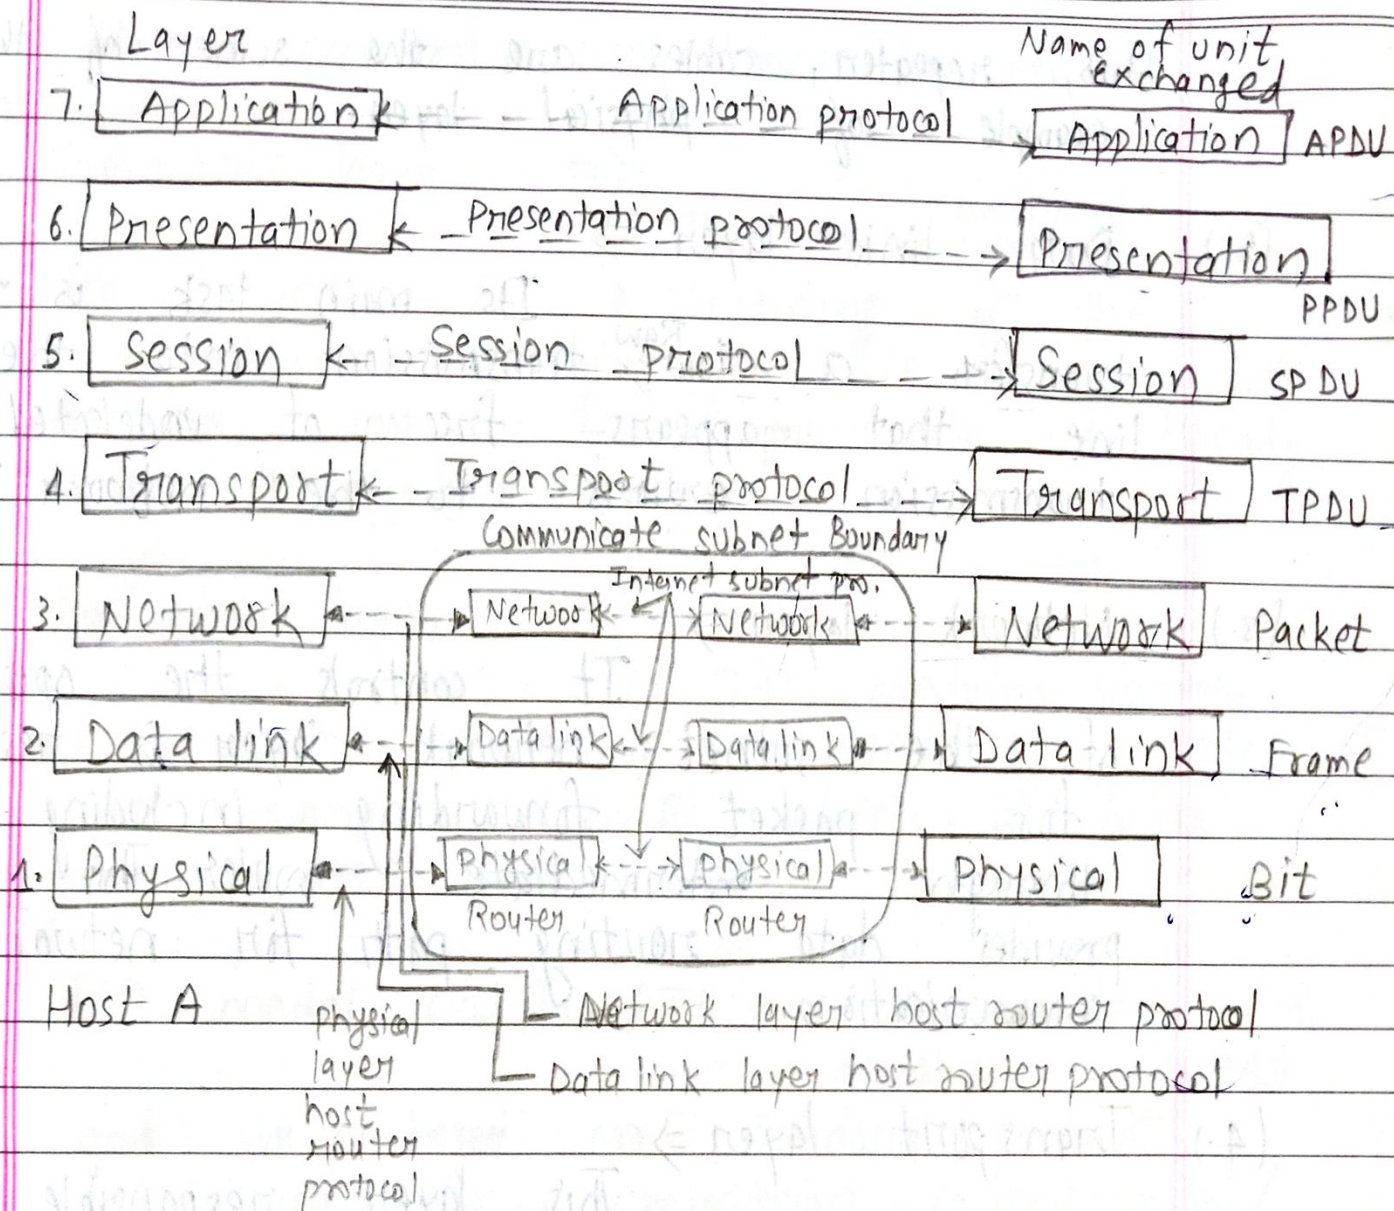 Layer
Name of unit
exchanged
7. Application Application protocol Application APDU
6. Presentation Presentation protocol Presentation
PPDU
5. Session Session protocol Session SPDU
4. Transport Transport protocol Transport TPDU
Communicate subnet Boundary
Internet subnet pro.
3. Network Network Network Network Packet
2. Data link Data link Data link Data link Frame
1. Physical Physical Physical Physical Bit
Router Router
Host A
Network layer host router protocol
Data link layer host router protocol
physical
layer
host
router
protocol